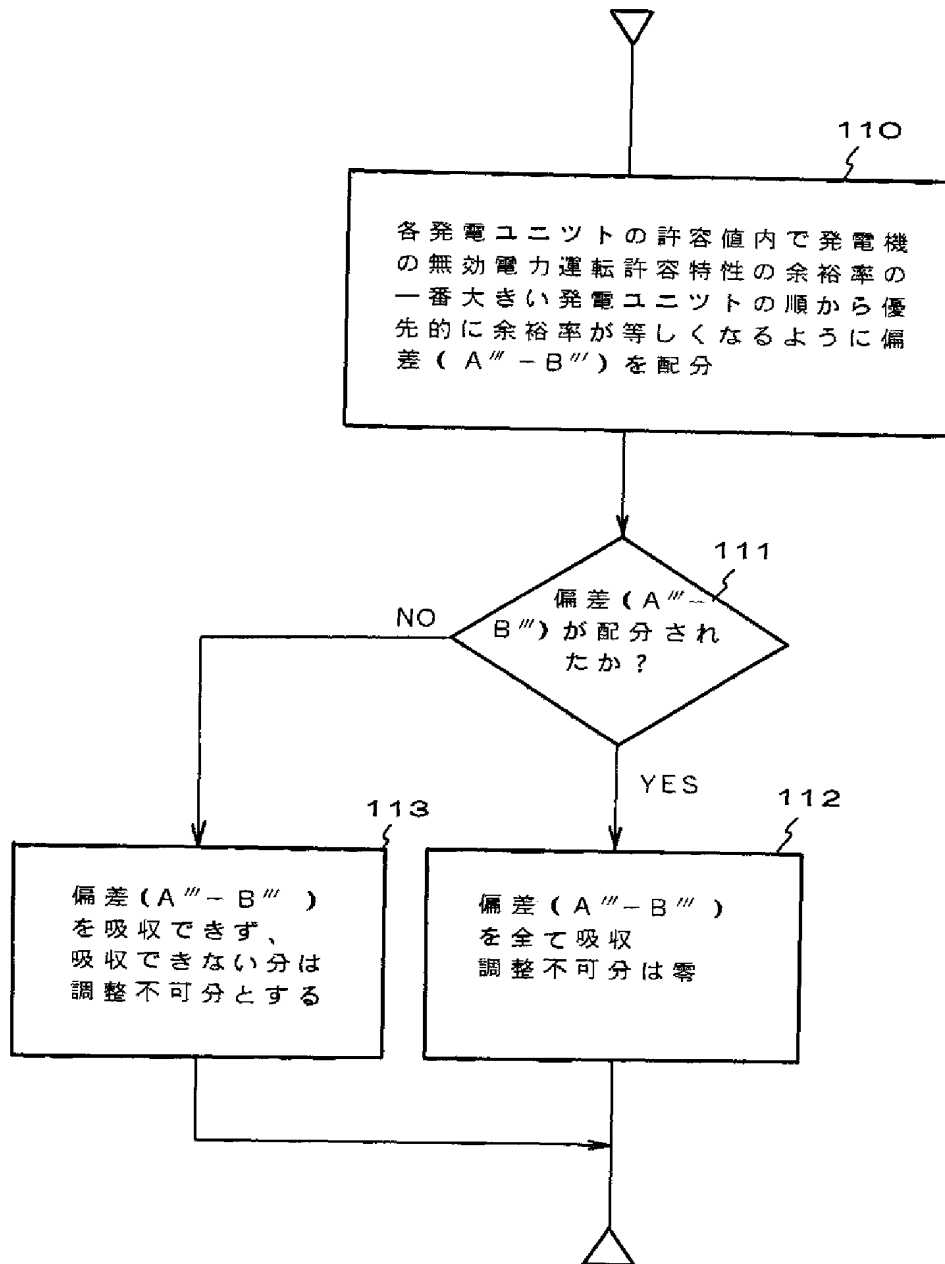 110
各発電ユニツトの許容値内で発電機
の無効電力運転許容特性の余裕率の
一番大きい発電ユニツトの順から優
先的に余裕率が等しくなるように偏
差(A‴-B‴)を配分
111
偏差(A‴-
B‴)が配分され
たか?
NO
YES
113
偏差(A‴-B‴)
を吸収できず、
吸収できない分は
調整不可分とする
112
偏差(A‴-B‴)
を全て吸収
調整不可分は零